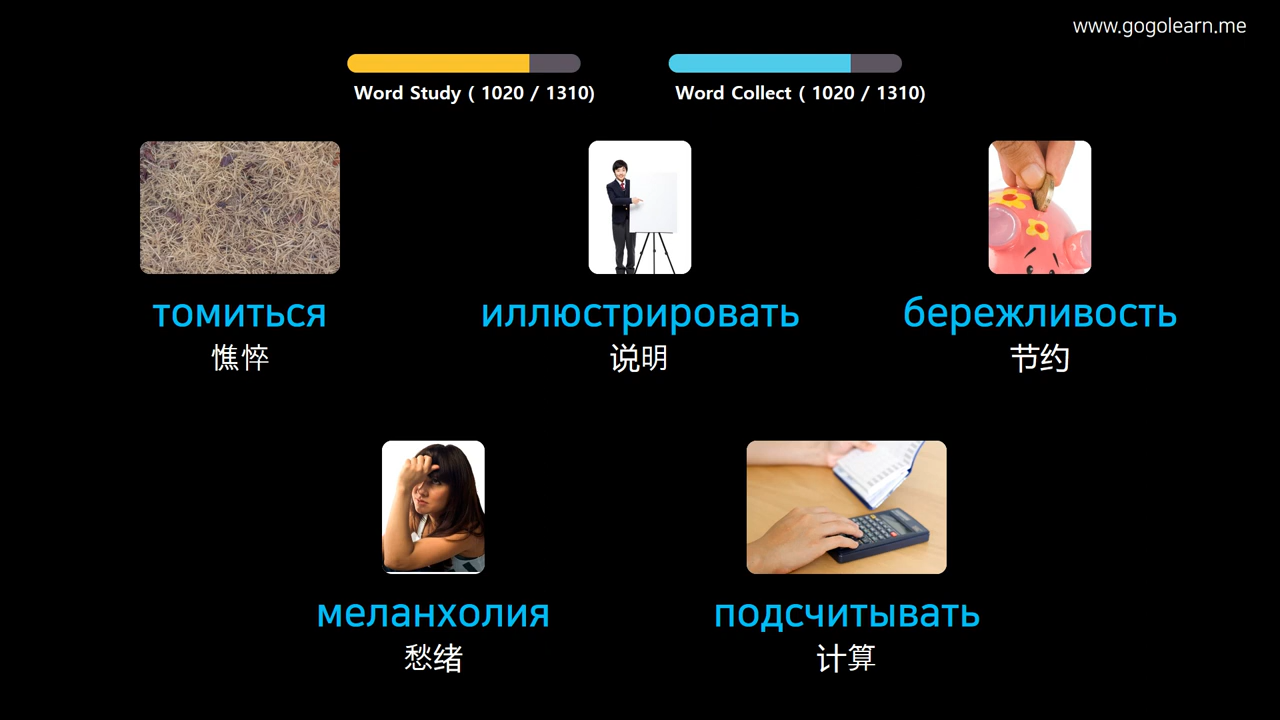 www.gogolearn.me
Word Study ( 1020 / 1310)
Word Collect ( 1020 / 1310)
томиться
憔悴
иллюстрировать
说明
бережливость
节约
меланхолия
愁绪
подсчитывать
计算